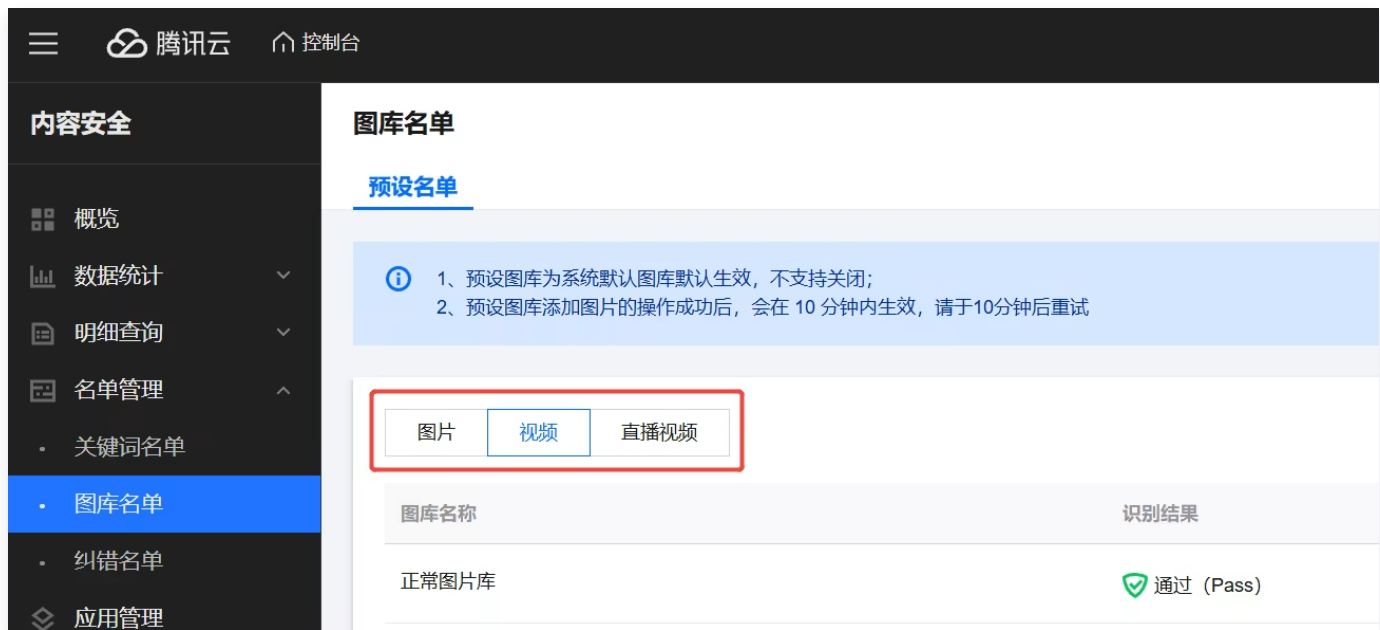 腾讯云 控制台
内容安全
概览
数据统计
明细查询
名单管理
关键词名单
图库名单
纠错名单
应用管理
图库名单
预设名单
1、预设图库为系统默认图库默认生效，不支持关闭；
2、预设图库添加图片的操作成功后，会在 10 分钟内生效，请于10分钟后重试
图片 视频 直播视频
图库名称 识别结果
正常图片库 通过（Pass）